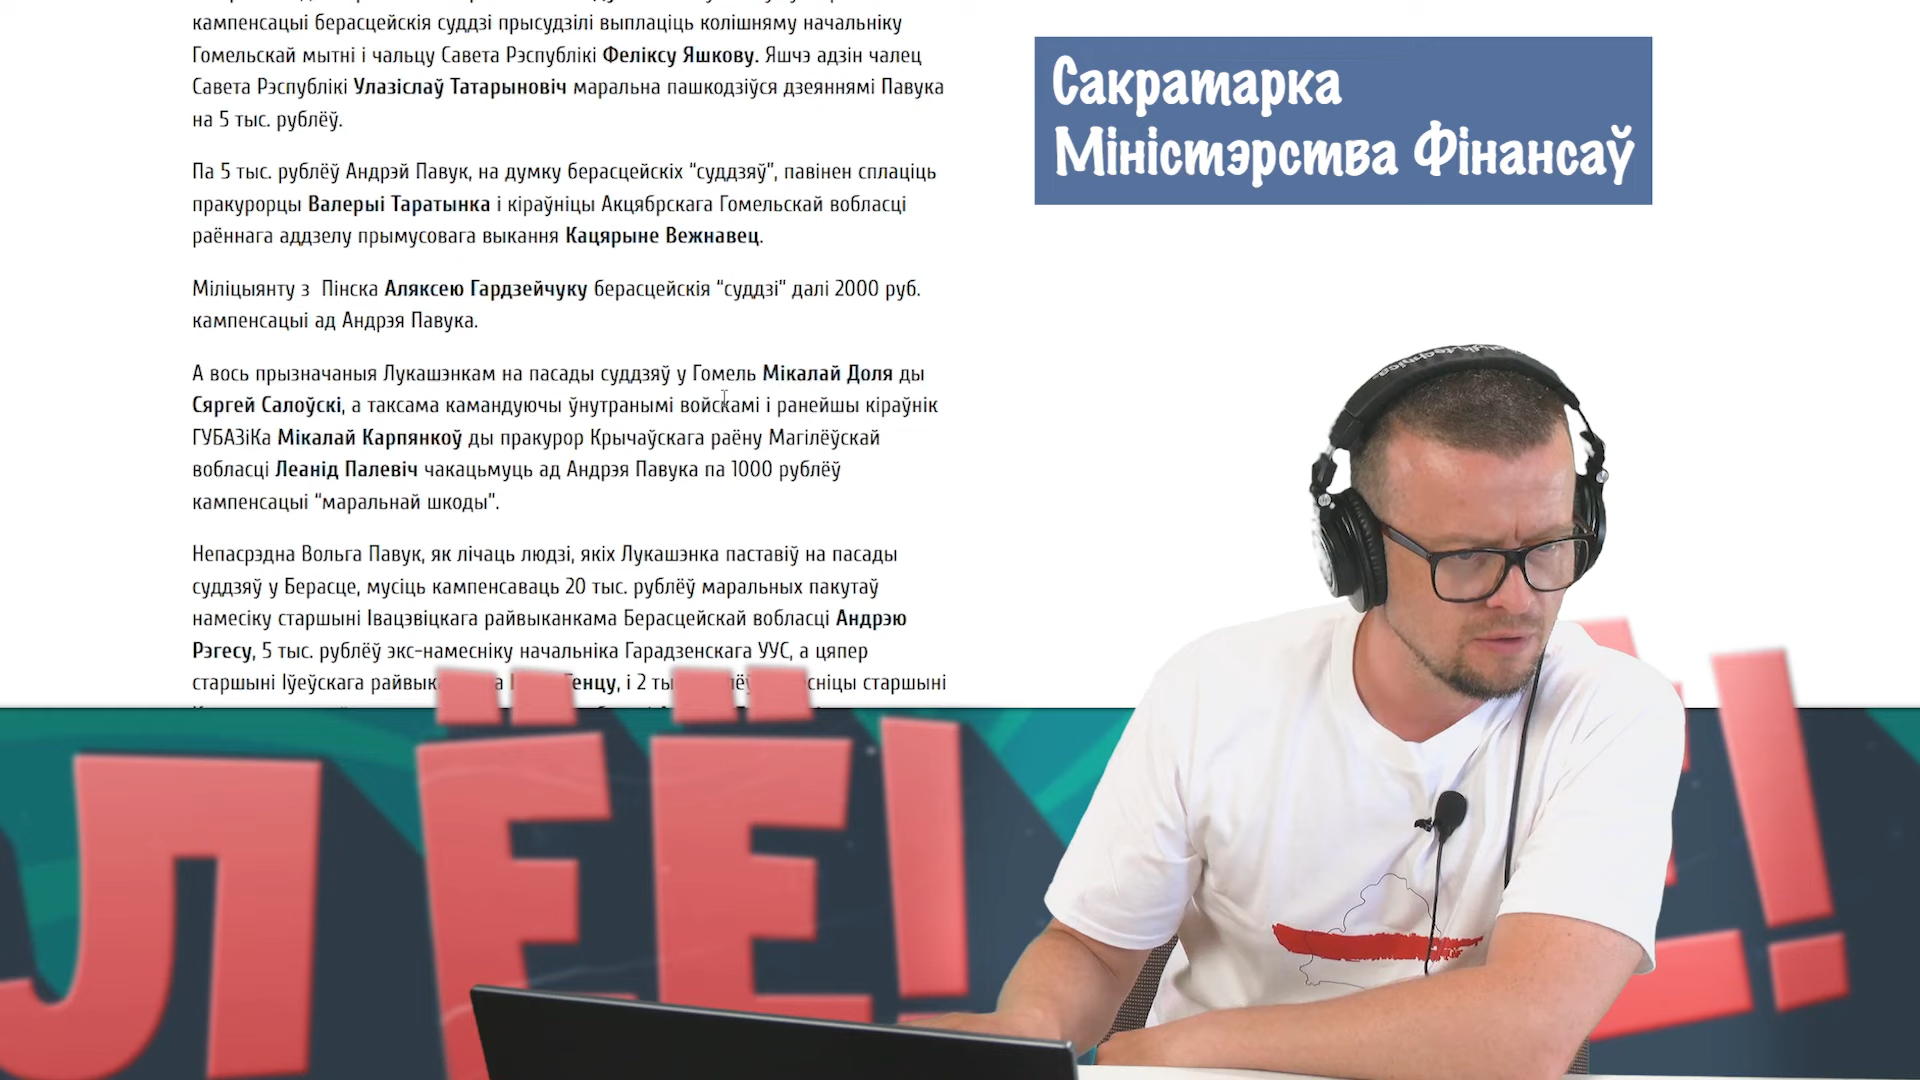 кампенсацыі берасцейскія суддзі прысудзілі выплаціць колішняму начальніку
Гомельскай мытні і чальцу Савета Рэспублікі Феліксу Яшкову. Яшчэ адзін чалец
Савета Рэспублікі Улазіслаў Татарыновіч маральна пашкодзіўся дзеяннямі Павука
на 5 тыс. рублёў.
Па 5 тыс. рублёў Андрэй Павук, на думку берасцейскіх “суддзяў”, павінен сплаціць
пракурорцы Валерыі Таратынка і кіраўніцы Акцябрскага Гомельскай вобласці
раённага аддзелу прымусовага выкання Кацярыне Вежнавец.
Міліцыянту з Пінска Аляксею Гардзейчуку берасцейскія “суддзі” далі 2000 руб.
кампенсацыі ад Андрэя Павука.
А вось прызначаныя Лукашэнкам на пасады суддзяў у Гомель Мікалай Доля ды
Сяргей Салоўскі, а таксама камандуючы ўнутранымі войскамі і ранейшы кіраўнік
ГУБАЗіКа Мікалай Карпянкоў ды пракурор Крычаўскага раёну Магілёўскай
вобласці Леанід Палевіч чакацьмуць ад Андрэя Павука па 1000 рублёў
кампенсацыі “маральнай шкоды”.
Непасрэдна Вольга Павук, як лічаць людзі, якіх Лукашэнка паставіў на пасады
суддзяў у Берасце, мусіць кампенсаваць 20 тыс. рублёў маральных пакутаў
намесіку старшыні Івацэвіцкага райвыканкама Берасцейскай вобласці Андрэю
Рэгесу, 5 тыс. рублёў экс-намесніку начальніка Гарадзенскага УУС, а цяпер
старшыні Іўеўскага і 2
старшыні
Сакратарка
Міністэрства Фінансаў
Л ЁЁ!